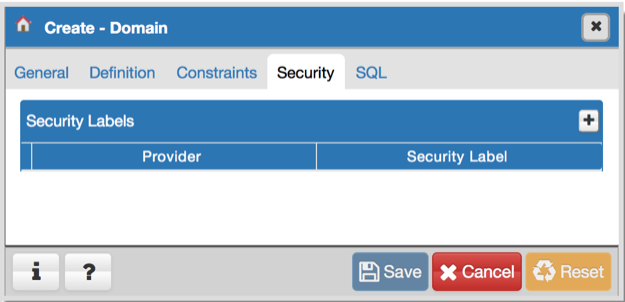 Create - Domain
General Definition Constraints Security SQL
Security Labels
Provider Security Label
i ? Save Cancel Reset